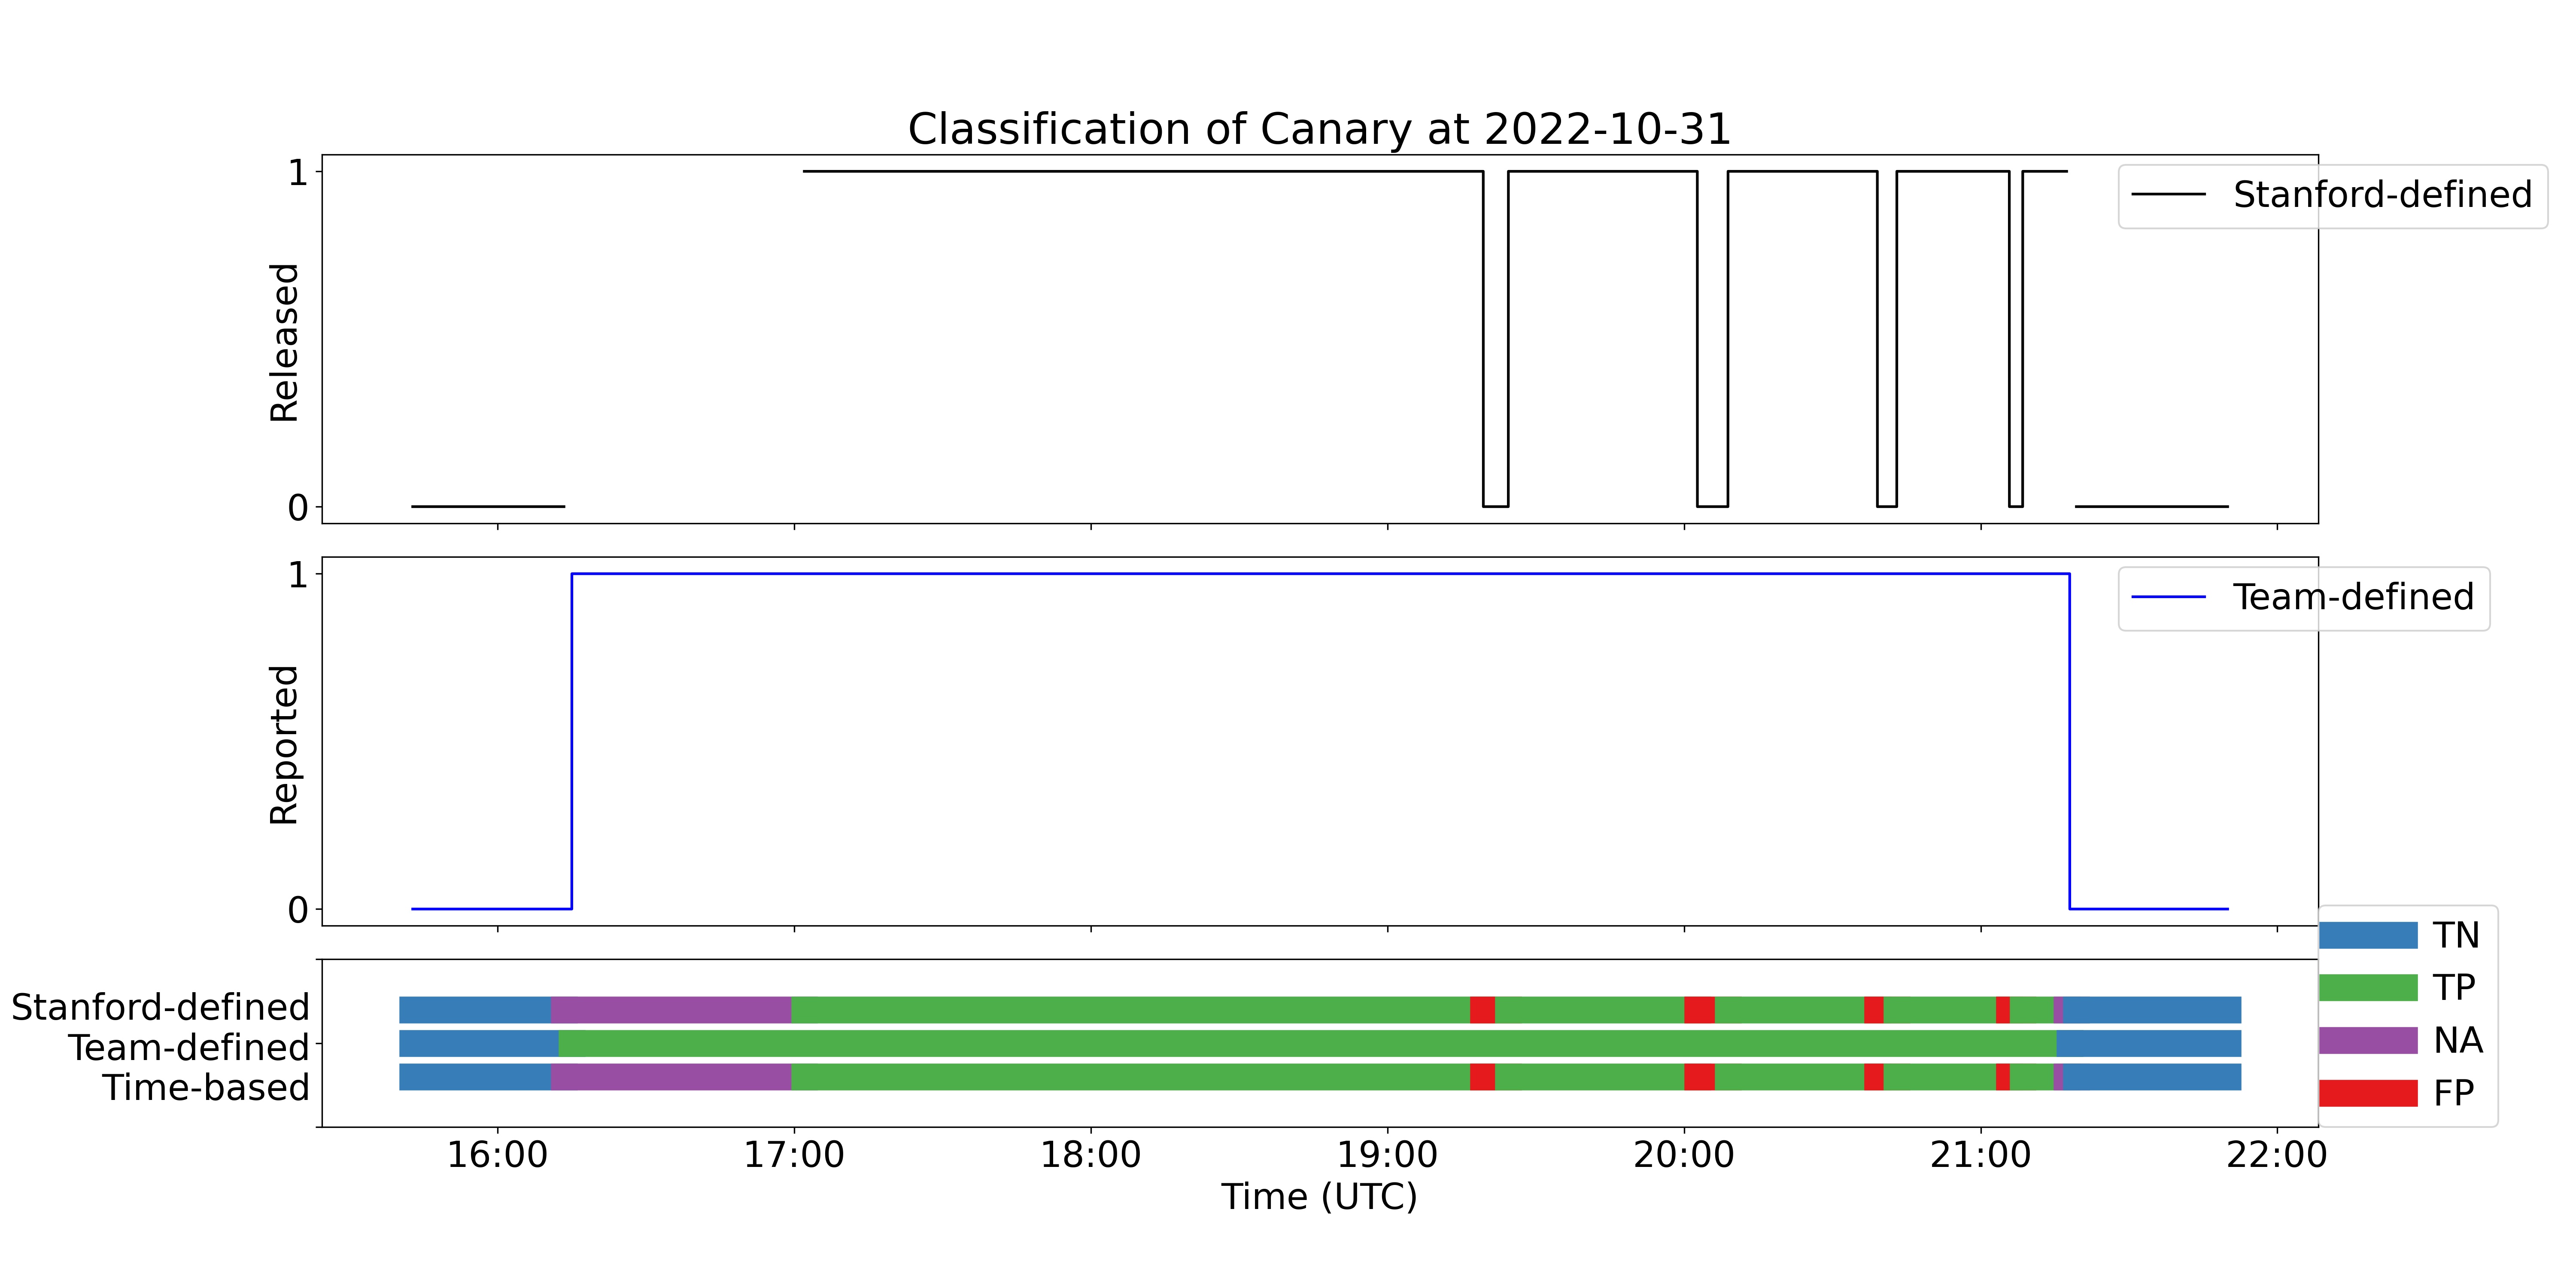 Classification of Canary at 2022-10-31
1
0
Released
Stanford-defined
1
0
Reported
Team-defined
Stanford-defined
Team-defined
Time-based
TN
TP
NA
FP
16:00 17:00 18:00 19:00 20:00 21:00 22:00
Time (UTC)